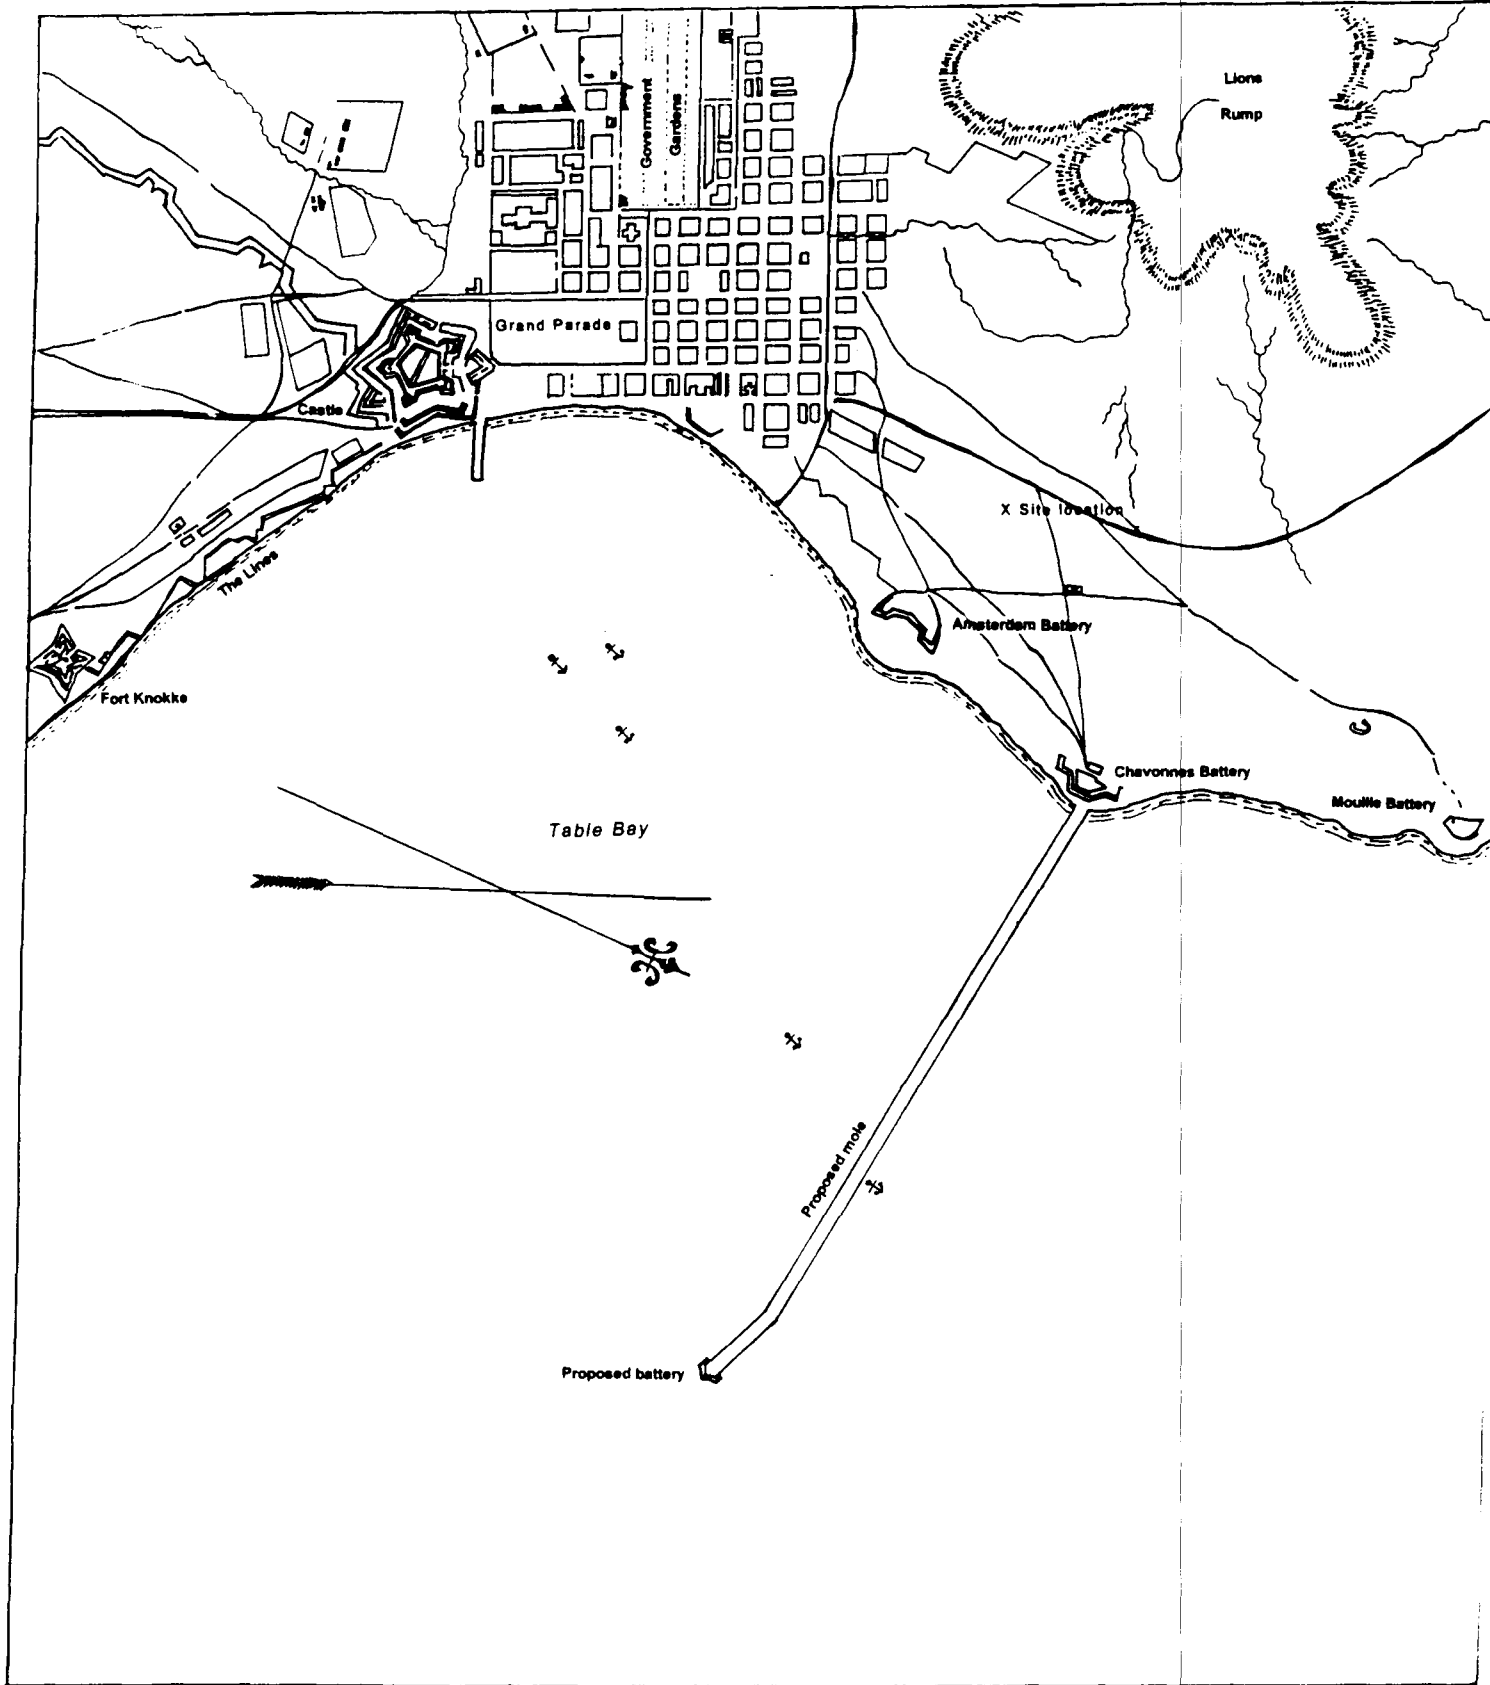 Lions
Rump
Government
Gardens
Grand Parade
Castle
X Site location
The Lines
Amsterdam Battery
Fort Knokke
Chavonnes Battery
Mouille Battery
Table Bay
Proposed mole
Proposed battery